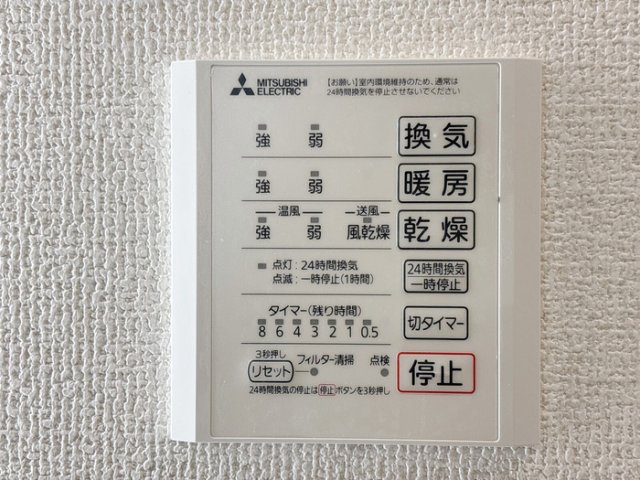 MITSUBISHI ELECTRIC
【お願い】室内環境維持のため、通常は
24時間換気を停止させないでください
強 弱 換気
強 弱 暖房
温風 送風
強 弱 風乾燥 乾燥
点灯:24時間換気
点滅:一時停止(1時間)
24時間換気
一時停止
タイマー(残り時間)
8 6 4 3 2 1 0.5
切タイマー
3秒押し
リセット フィルター清掃 点検
停止
24時間換気の停止は停止ボタンを3秒押し